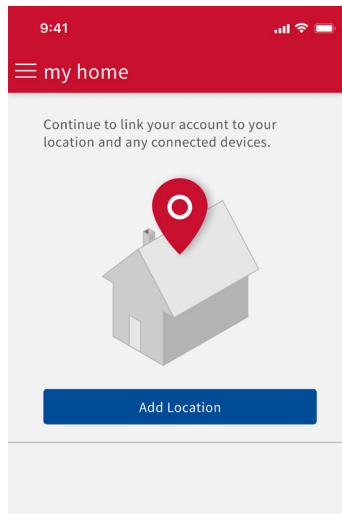 9:41
my home
Continue to link your account to your
location and any connected devices.
Add Location